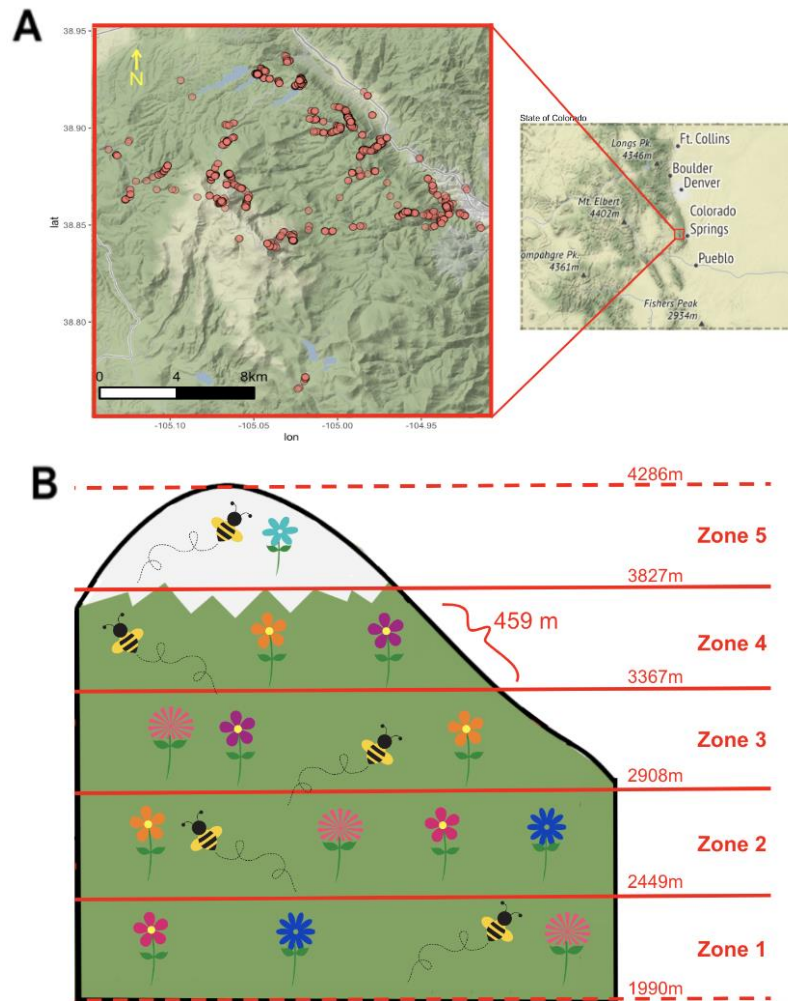 A
38.95
N
38.90
lat
38.85
38.80
0 4 8km
-105.10 -105.05 -105.00 -104.95
lon
State of Colorado
Longs Pk.
4346m
Ft. Collins
Boulder
Denver
Mt. Elbert
4402m
Colorado
Springs
ompahgre Pk.
4361m
Pueblo
Fishers Peak
2934m
B
4286m
Zone 5
3827m
459 m
Zone 4
3367m
Zone 3
2908m
Zone 2
2449m
Zone 1
1990m